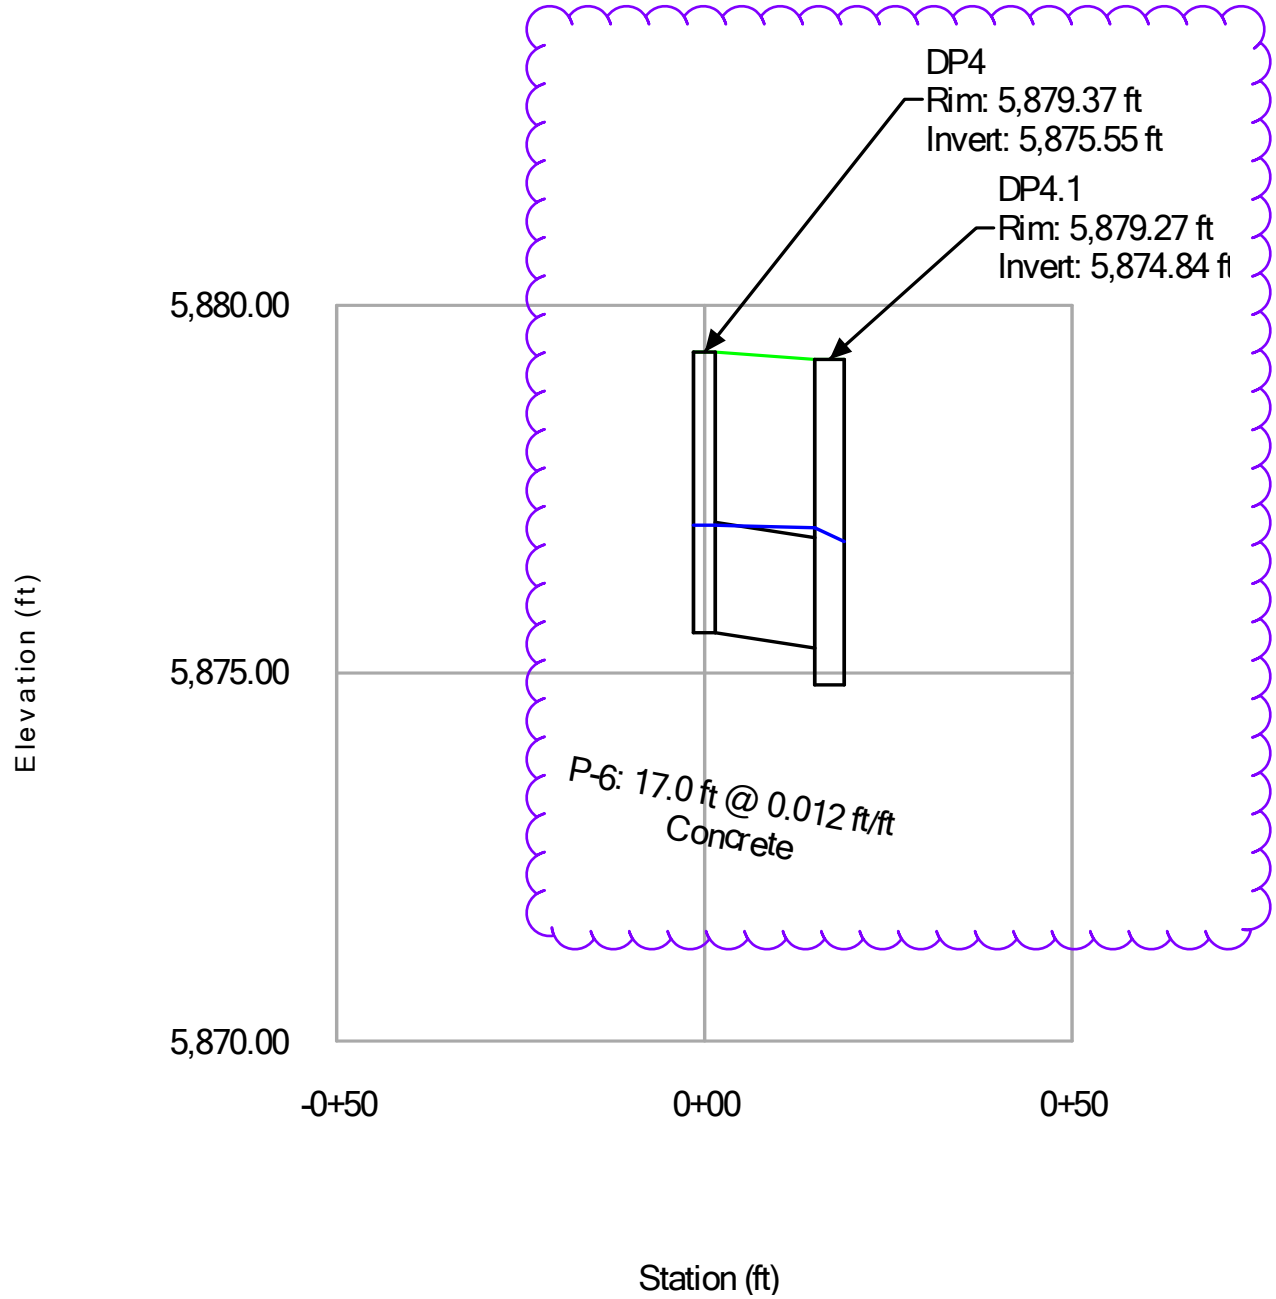 DP4
Rim: 5,879.37 ft
Invert: 5,875.55 ft
DP4.1
Rim: 5,879.27 ft
Invert: 5,874.84 ft
5,880.00
5,875.00
5,870.00
Elevation (ft)
P-6: 17.0 ft @ 0.012 ft/ft
Concrete
-0+50
0+00
0+50
Station (ft)